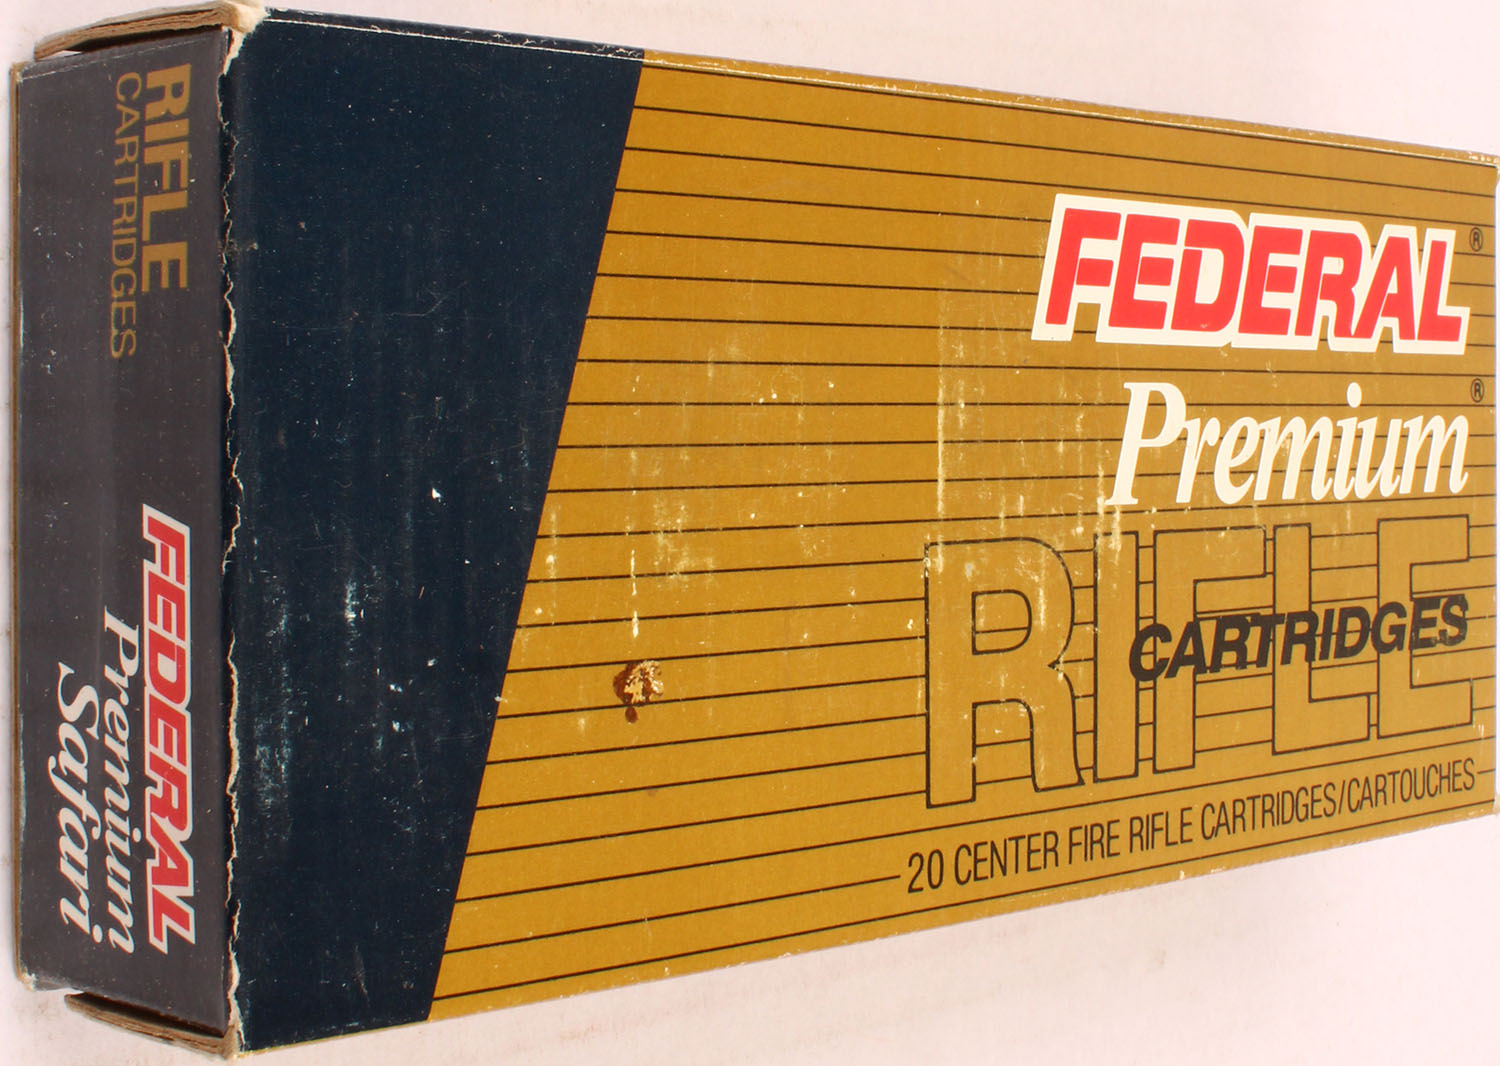 FEDERAL®
Premium®
RIFLE
CARTRIDGES
20 CENTER FIRE RIFLE CARTRIDGES/CARTOUCHES
RIFLE
CARTRIDGES
FEDERAL
Premium
Safari